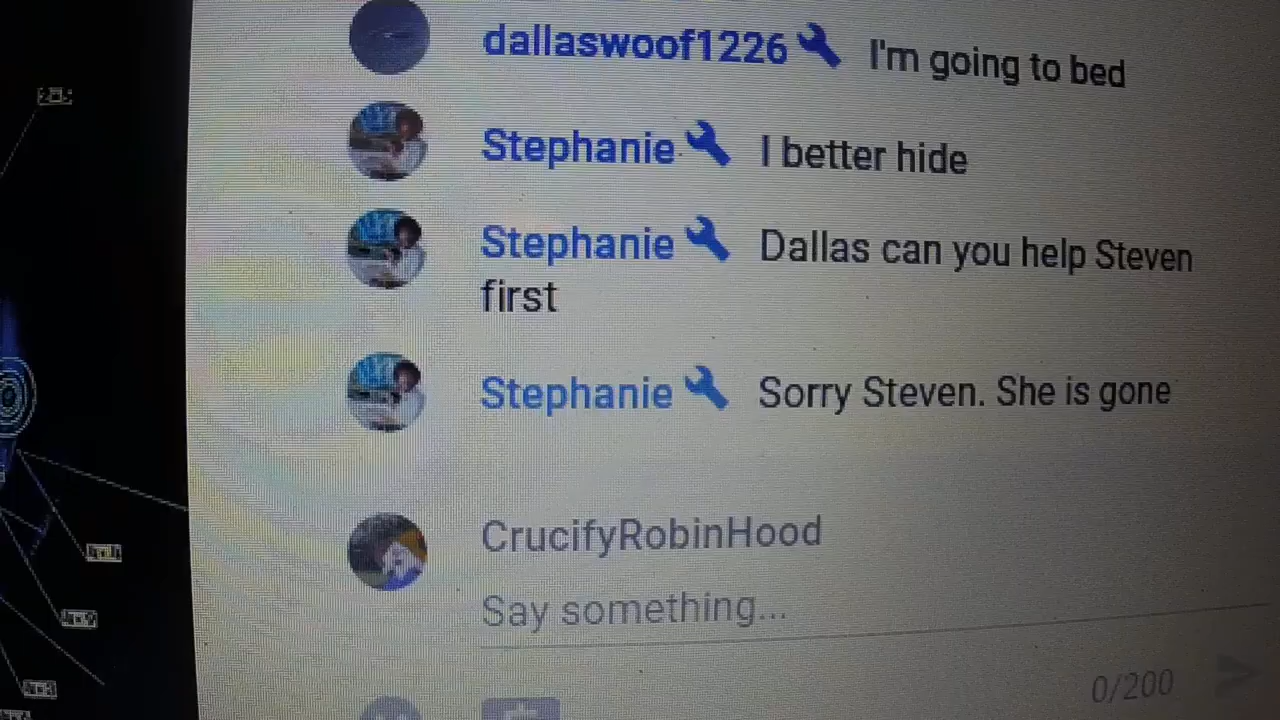 dallaswoof1226 I'm going to bed
Stephanie I better hide
Stephanie Dallas can you help Steven
first
Stephanie Sorry Steven. She is gone
CrucifyRobinHood
Say something...
0/200